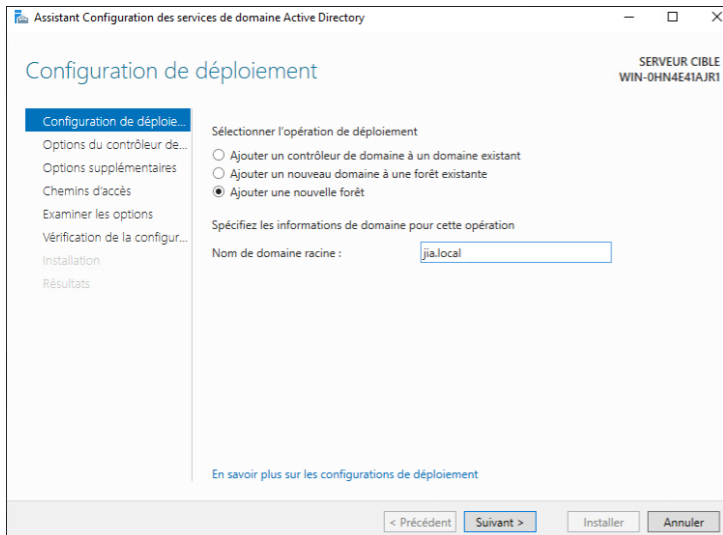 Assistant Configuration des services de domaine Active Directory
Configuration de déploiement
SERVEUR CIBLE
WIN-0HN4E41AJR1
Configuration de déploie...
Options du contrôleur de...
Options supplémentaires
Chemins d'accès
Examiner les options
Vérification de la configur...
Installation
Résultats
Sélectionner l'opération de déploiement
Ajouter un contrôleur de domaine à un domaine existant
Ajouter un nouveau domaine à une forêt existante
Ajouter une nouvelle forêt
Spécifiez les informations de domaine pour cette opération
Nom de domaine racine : jia.local
En savoir plus sur les configurations de déploiement
< Précédent Suivant > Installer Annuler